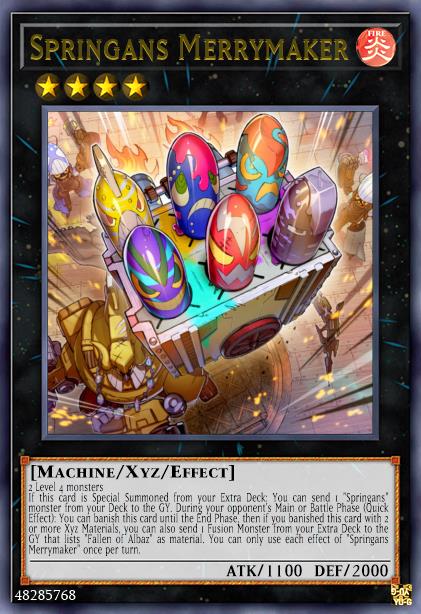 SPRINGANS MERRYMAKER
FIRE
炎
[MACHINE/XYZ/EFFECT]
2 Level 4 monsters
If this card is Special Summoned from your Extra Deck: You can send 1 "Springans"
monster from your Deck to the GY. During your opponent's Main or Battle Phase (Quick
Effect): You can banish this card until the End Phase, then if you banished this card with 2
or more Xyz Materials, you can also send 1 Fusion Monster from your Extra Deck to the
GY that lists "Fallen of Albaz" as material. You can only use each effect of "Springans
Merrymaker" once per turn.
ATK/1100 DEF/2000
48285768